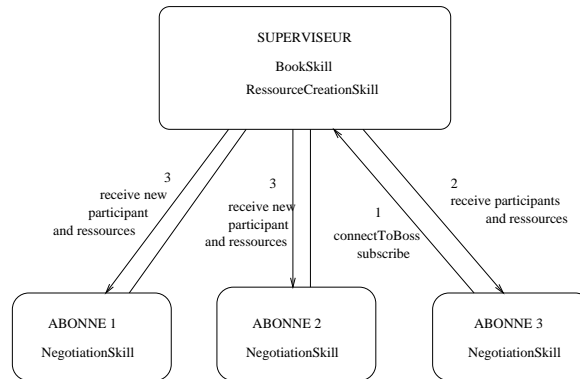 SUPERVISEUR
BookSkill
RessourceCreationSkill
3
receive new
participant
and ressources
3
receive new
participant
and ressources
1
connectToBoss
subscribe
2
receive participants
and ressources
ABONNE 1
NegotiationSkill
ABONNE 2
NegotiationSkill
ABONNE 3
NegotiationSkill